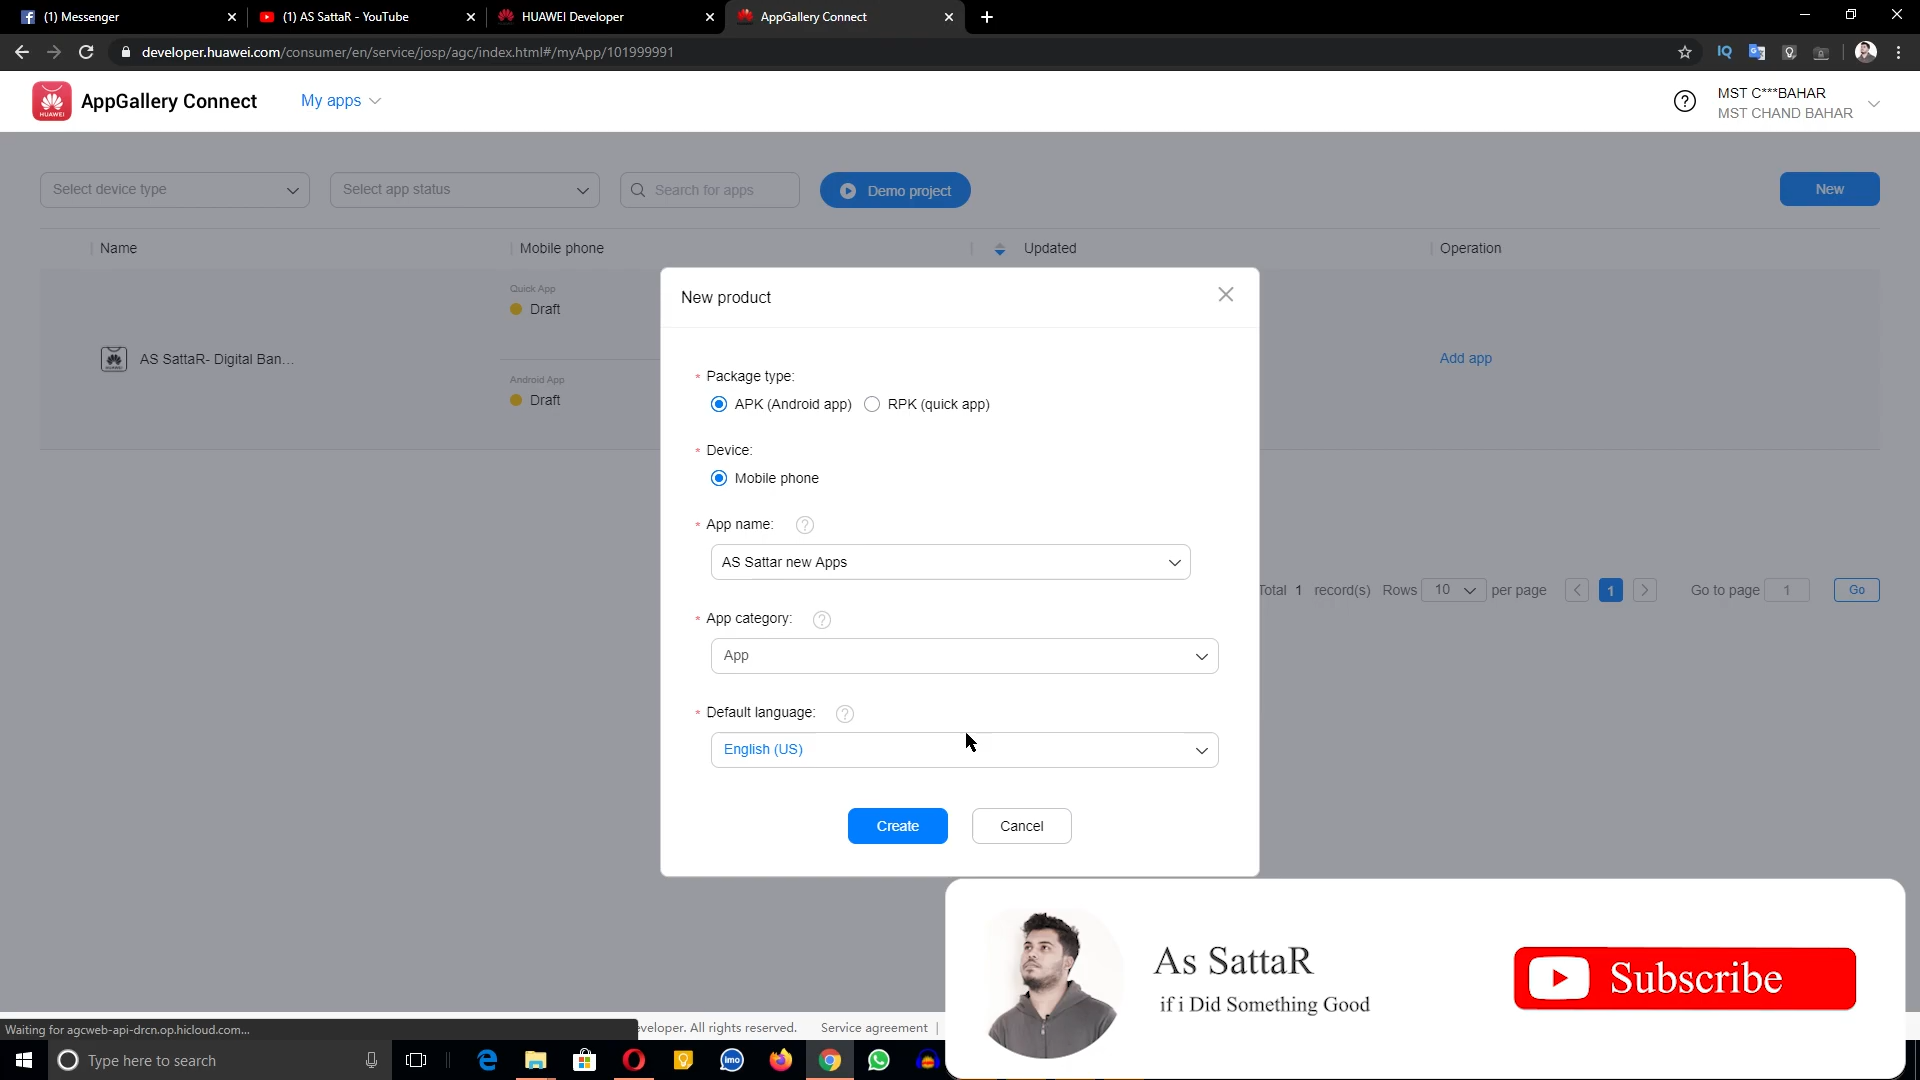 (1) Messenger
(1) AS SattaR - YouTube
HUAWEI Developer
AppGallery Connect
developer.huawei.com/consumer/en/service/josp/agc/index.html#/myApp/101999991
IQ
HUAWEI
AppGallery Connect
My apps
MST C***BAHAR
MST CHAND BAHAR
Select device type
Select app status
Search for apps
Demo project
New
Name
Mobile phone
Updated
Operation
Quick App
Draft
AS SattaR- Digital Ban...
Android App
Draft
Add app
New product
* Package type:
APK (Android app)
RPK (quick app)
* Device:
Mobile phone
* App name: ?
AS Sattar new Apps
* App category: ?
App
* Default language: ?
English (US)
Create
Cancel
Total 1 record(s) Rows 10 per page
1
Go to page 1
Go
As SattaR
if i Did Something Good
Subscribe
Waiting for agcweb-api-drcn.op.hicloud.com...
eveloper. All rights reserved. Service agreement |
Type here to search
imo